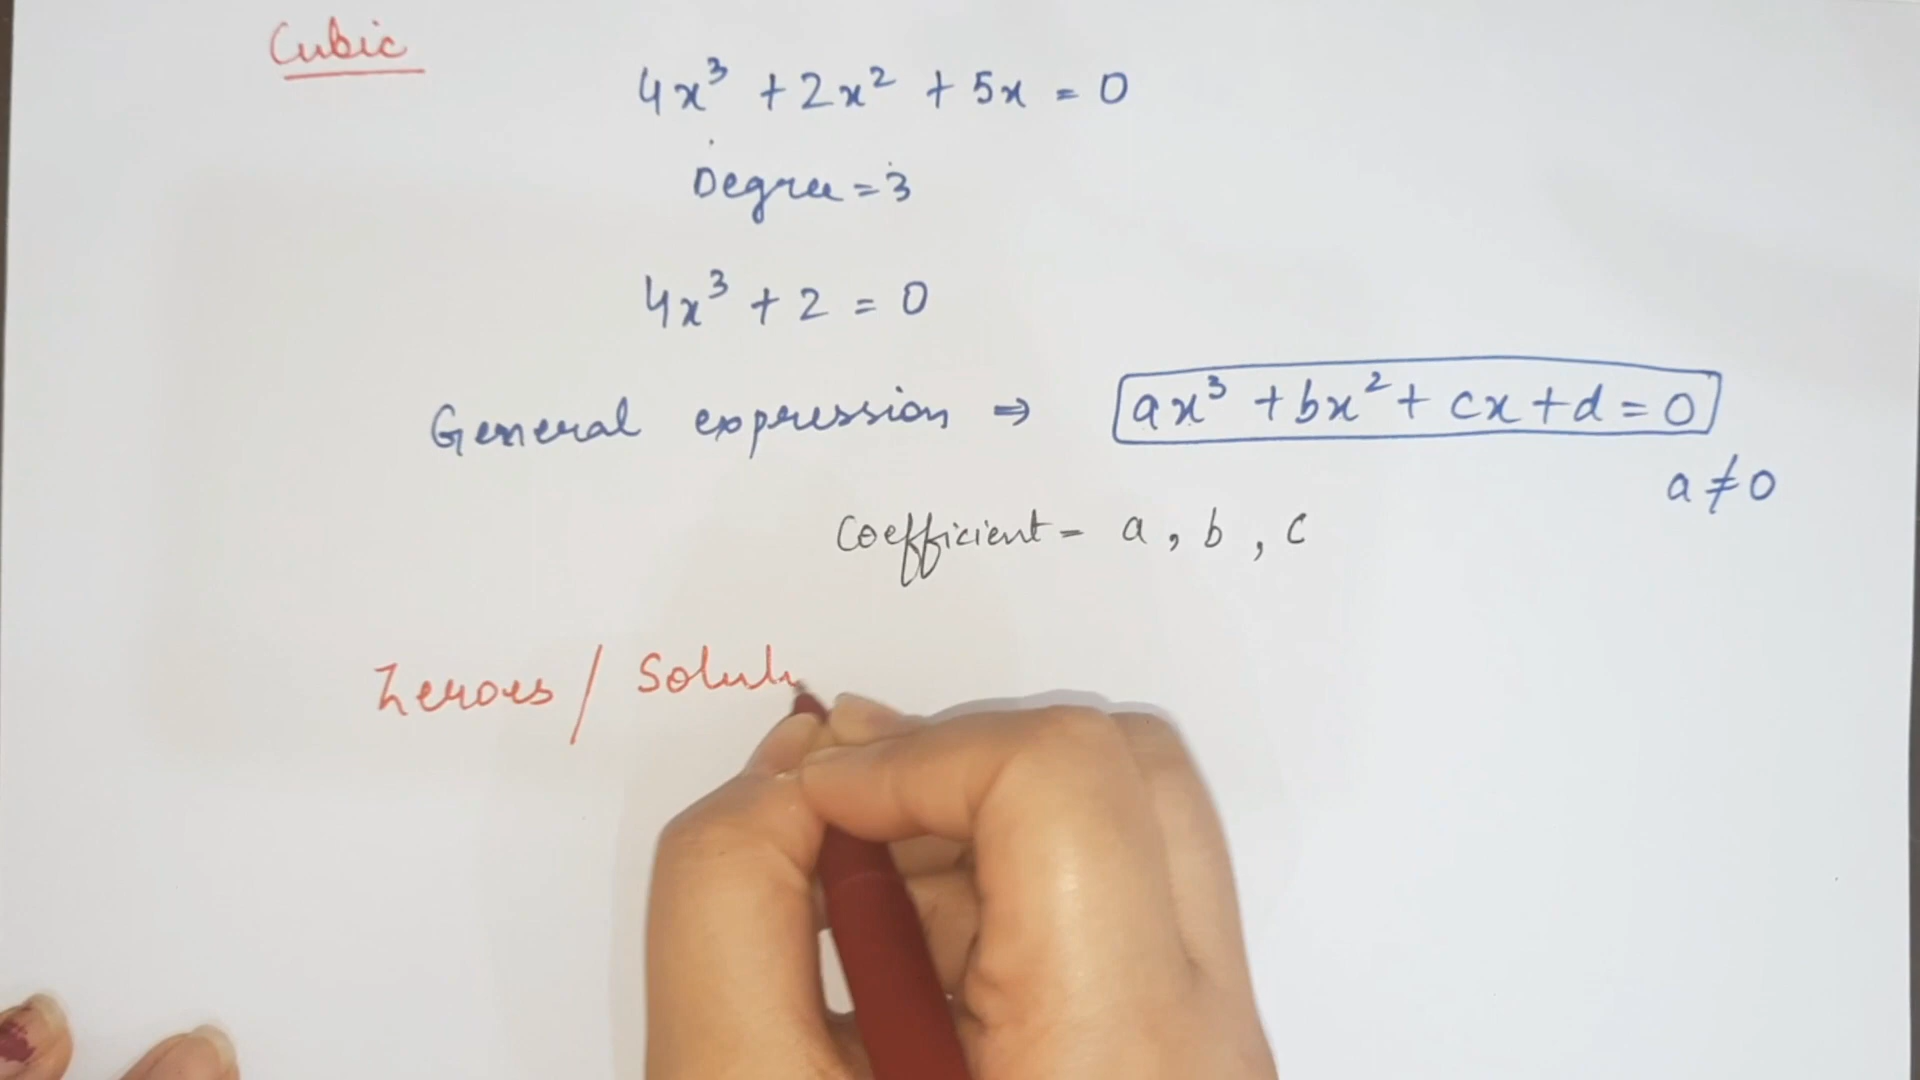 Cubic
4x³ + 2x² + 5x = 0
Degree = 3
4x³ + 2 = 0
General expression ⇒ ax³ + bx² + cx + d = 0
a ≠ 0
Coefficient = a, b, c
Zeroes / Soluti